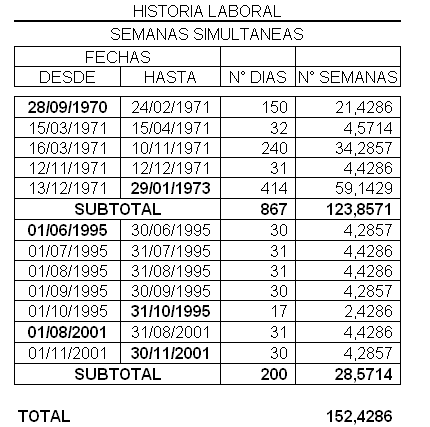 HISTORIA LABORAL
SEMANAS SIMULTANEAS
FECHAS
DESDE HASTA N° DIAS N° SEMANAS
28/09/1970 24/02/1971 150 21,4286
15/03/1971 15/04/1971 32 4,5714
16/03/1971 10/11/1971 240 34,2857
12/11/1971 12/12/1971 31 4,4286
13/12/1971 29/01/1973 414 59,1429
SUBTOTAL 867 123,8571
01/06/1995 30/06/1995 30 4,2857
01/07/1995 31/07/1995 31 4,4286
01/08/1995 31/08/1995 31 4,4286
01/09/1995 30/09/1995 30 4,2857
01/10/1995 31/10/1995 17 2,4286
01/08/2001 31/08/2001 31 4,4286
01/11/2001 30/11/2001 30 4,2857
SUBTOTAL 200 28,5714
TOTAL 152,4286